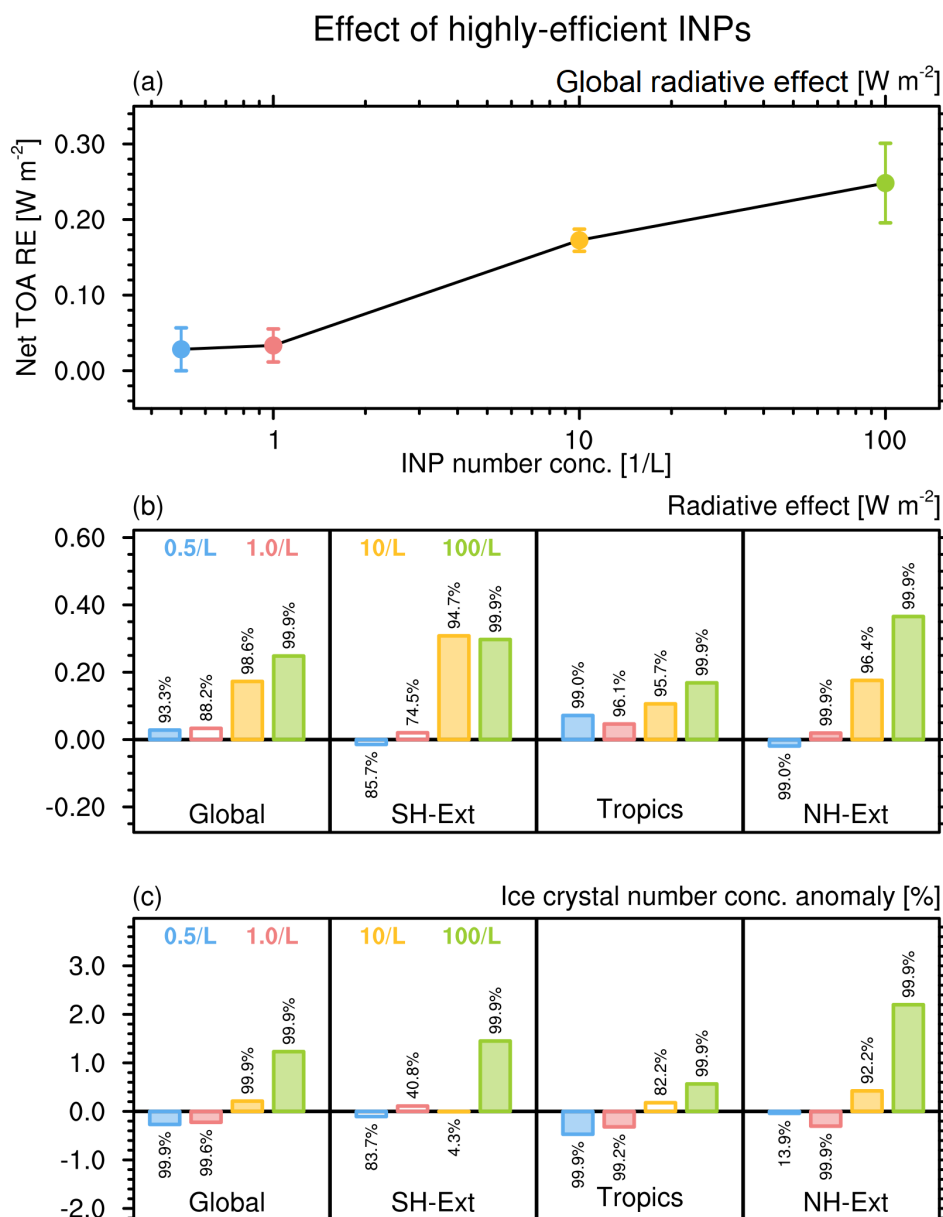 Effect of highly-efficient INPs
(a) Global radiative effect [W m-2]
Net TOA RE [W m-2]
0.30
0.20
0.10
0.00
1 10 100
INP number conc. [1/L]
(b) Radiative effect [W m-2]
0.60
0.40
0.20
0.00
-0.20
0.5/L 1.0/L 10/L 100/L
93.3% 88.2% 98.6% 99.9%
85.7% 74.5% 94.7% 99.9%
99.0% 96.1% 95.7% 99.9%
99.0% 99.9% 96.4% 99.9%
Global SH-Ext Tropics NH-Ext
(c) Ice crystal number conc. anomaly [%]
3.0
2.0
1.0
0.0
-1.0
-2.0
0.5/L 1.0/L 10/L 100/L
99.9% 99.6% 99.9% 99.9%
83.7% 40.8% 4.3% 99.9%
99.9% 99.2% 82.2% 99.9%
13.9% 99.9% 92.2% 99.9%
Global SH-Ext Tropics NH-Ext